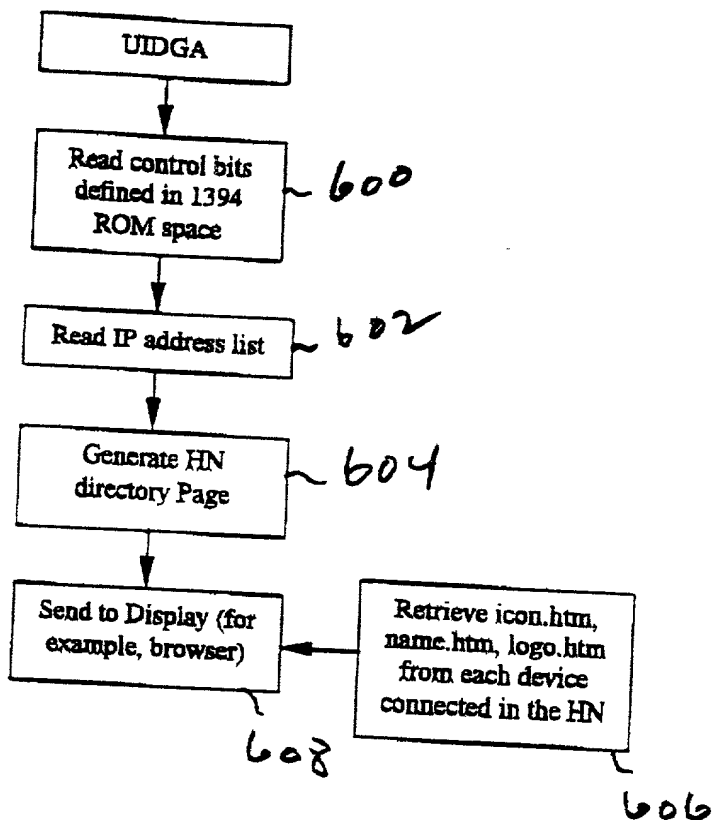 UIDGA
Read control bits
defined in 1394
ROM space
600
Read IP address list
602
Generate HN
directory Page
604
Send to Display (for
example, browser)
608
Retrieve icon.htm,
name.htm, logo.htm
from each device
connected in the HN
606